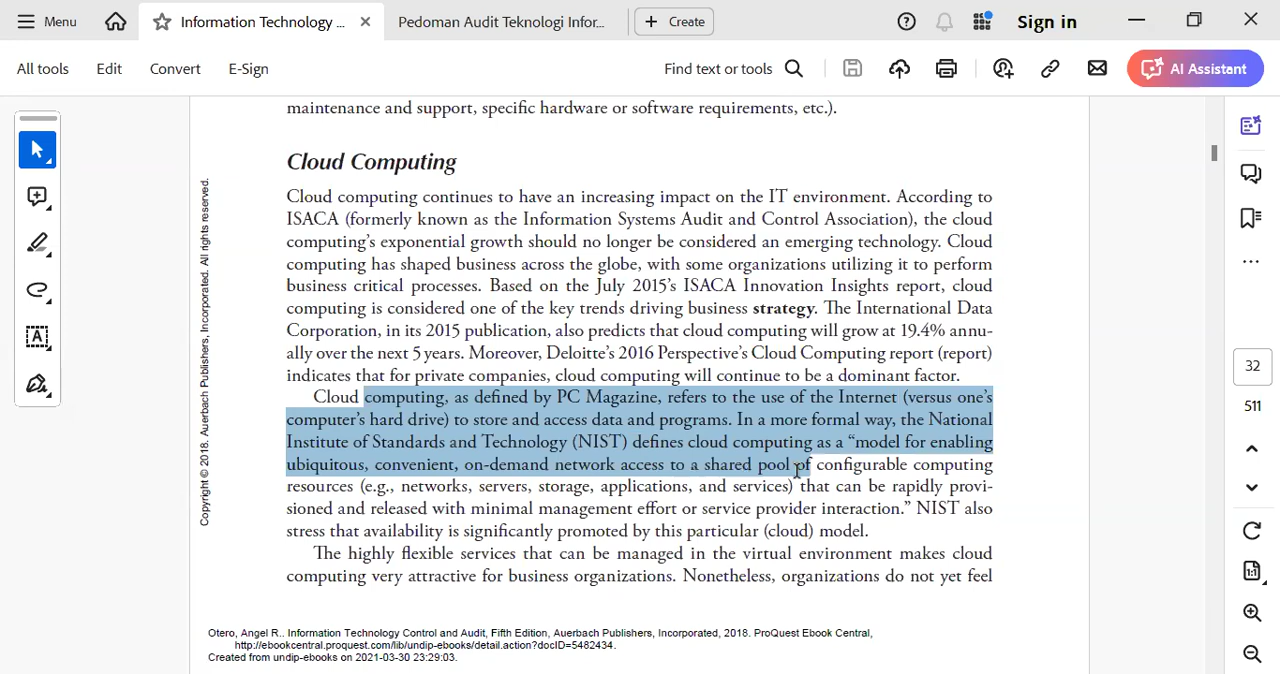 Menu
Information Technology ...
Pedoman Audit Teknologi Infor...
+ Create
Sign in
All tools
Edit
Convert
E-Sign
Find text or tools
AI Assistant
maintenance and support, specific hardware or software requirements, etc.).
Cloud Computing
Cloud computing continues to have an increasing impact on the IT environment. According to
ISACA (formerly known as the Information Systems Audit and Control Association), the cloud
computing's exponential growth should no longer be considered an emerging technology. Cloud
computing has shaped business across the globe, with some organizations utilizing it to perform
business critical processes. Based on the July 2015's ISACA Innovation Insights report, cloud
computing is considered one of the key trends driving business strategy. The International Data
Corporation, in its 2015 publication, also predicts that cloud computing will grow at 19.4% annu-
ally over the next 5 years. Moreover, Deloitte's 2016 Perspective's Cloud Computing report (report)
indicates that for private companies, cloud computing will continue to be a dominant factor.
Cloud computing, as defined by PC Magazine, refers to the use of the Internet (versus one's
computer's hard drive) to store and access data and programs. In a more formal way, the National
Institute of Standards and Technology (NIST) defines cloud computing as a "model for enabling
ubiquitous, convenient, on-demand network access to a shared pool of configurable computing
resources (e.g., networks, servers, storage, applications, and services) that can be rapidly provi-
sioned and released with minimal management effort or service provider interaction." NIST also
stress that availability is significantly promoted by this particular (cloud) model.
The highly flexible services that can be managed in the virtual environment makes cloud
computing very attractive for business organizations. Nonetheless, organizations do not yet feel
Copyright © 2018. Auerbach Publishers, Incorporated. All rights reserved.
Otero, Angel R.. Information Technology Control and Audit, Fifth Edition, Auerbach Publishers, Incorporated, 2018. ProQuest Ebook Central,
http://ebookcentral.proquest.com/lib/undip-ebooks/detail.action?docID=5482434.
Created from undip-ebooks on 2021-03-30 23:29:03.
32
511
1:1